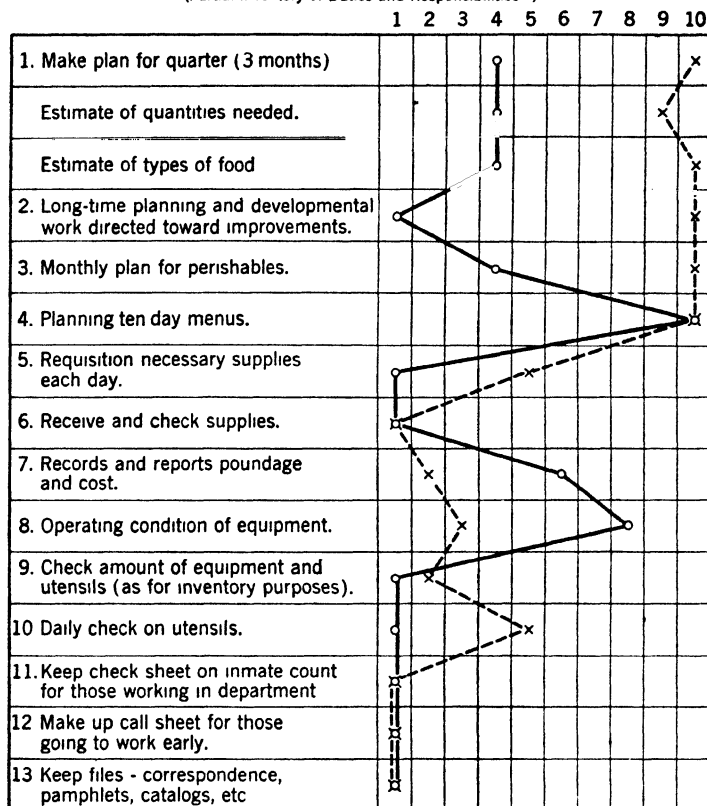 1 2 3 4 5 6 7 8 9 10
1. Make plan for quarter (3 months)
Estimate of quantities needed.
Estimate of types of food
2. Long-time planning and developmental
work directed toward improvements.
3. Monthly plan for perishables.
4. Planning ten day menus.
5. Requisition necessary supplies
each day.
6. Receive and check supplies.
7. Records and reports poundage
and cost.
8. Operating condition of equipment.
9. Check amount of equipment and
utensils (as for inventory purposes).
10 Daily check on utensils.
11. Keep check sheet on inmate count
for those working in department
12 Make up call sheet for those
going to work early.
13 Keep files - correspondence,
pamphlets, catalogs, etc